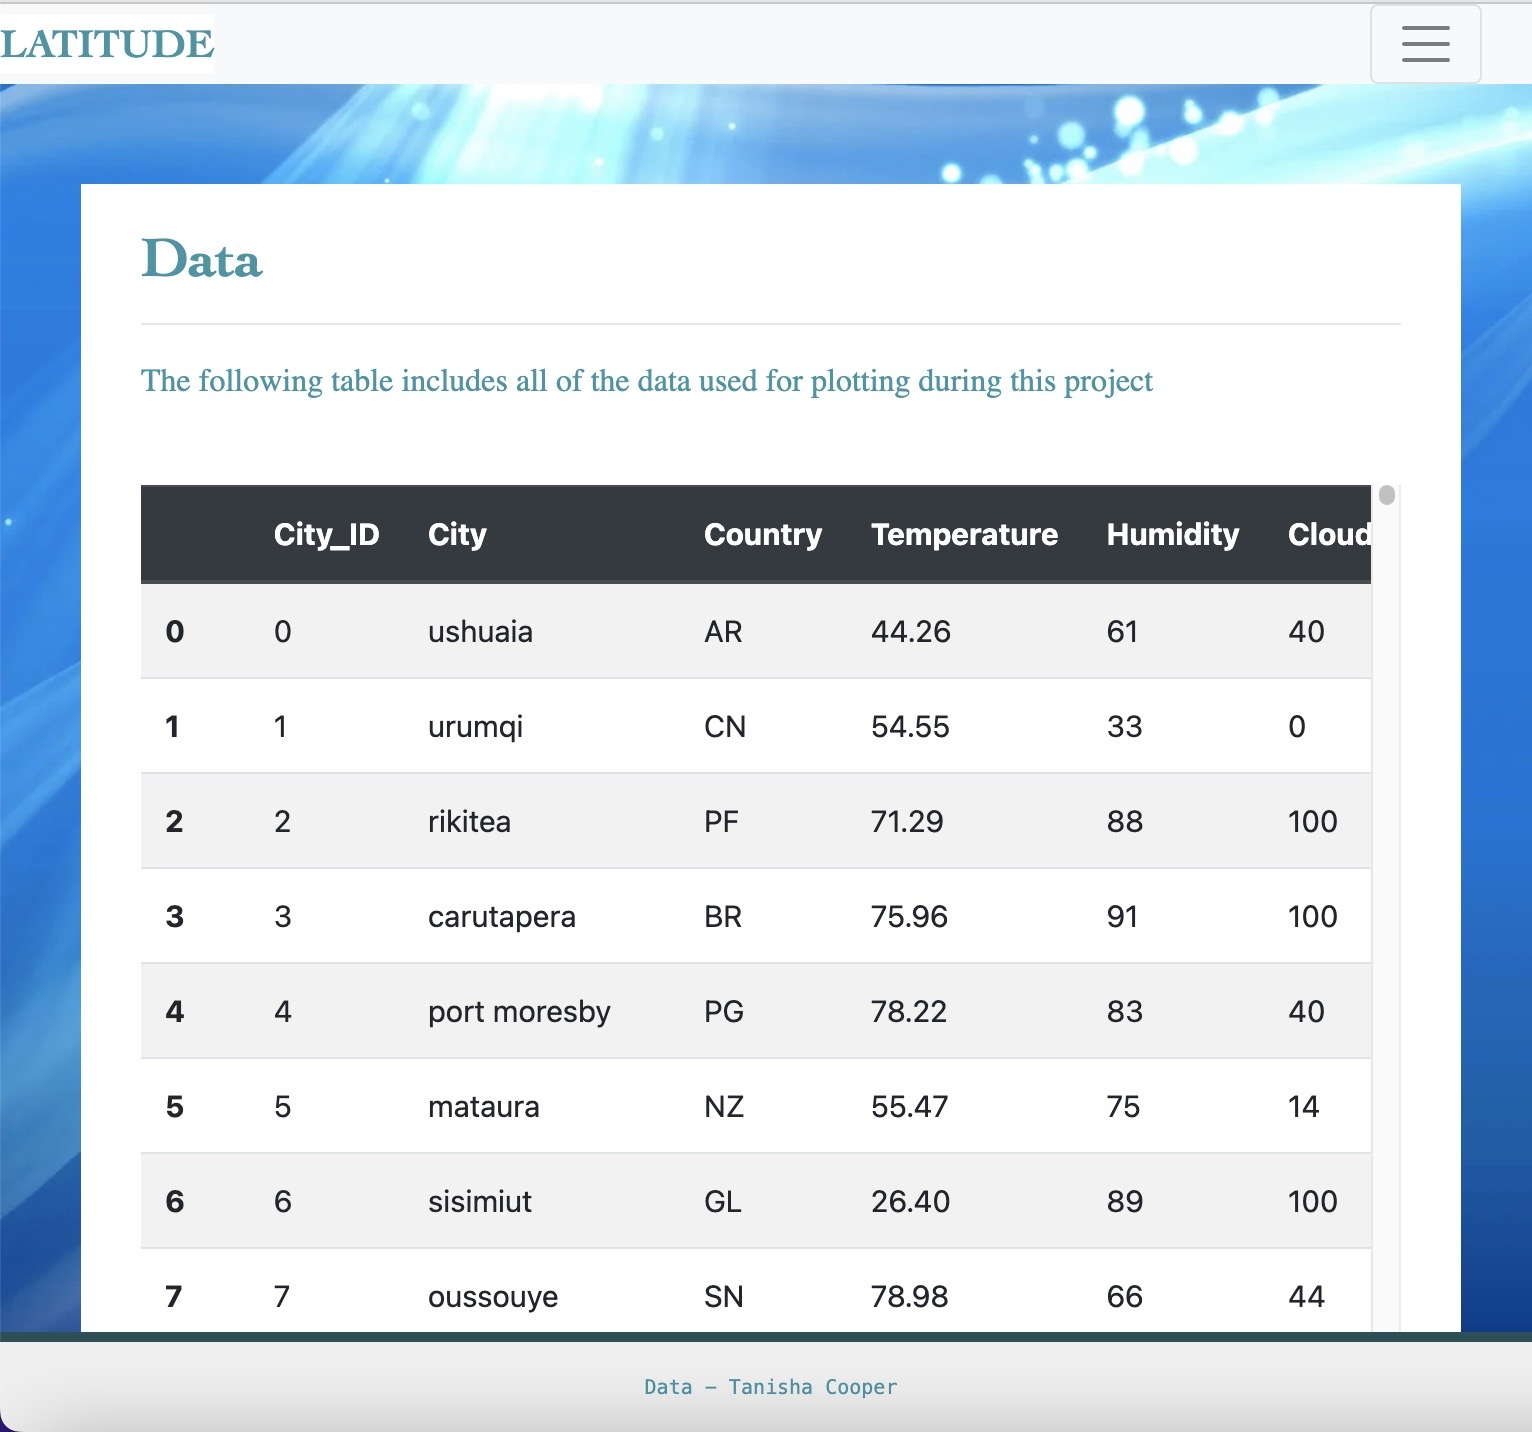 LATITUDE
Data
The following table includes all of the data used for plotting during this project
City_ID City Country Temperature Humidity Cloud
0 0 ushuaia AR 44.26 61 40
1 1 urumqi CN 54.55 33 0
2 2 rikitea PF 71.29 88 100
3 3 carutapera BR 75.96 91 100
4 4 port moresby PG 78.22 83 40
5 5 mataura NZ 55.47 75 14
6 6 sisimiut GL 26.40 89 100
7 7 oussouye SN 78.98 66 44
Data – Tanisha Cooper